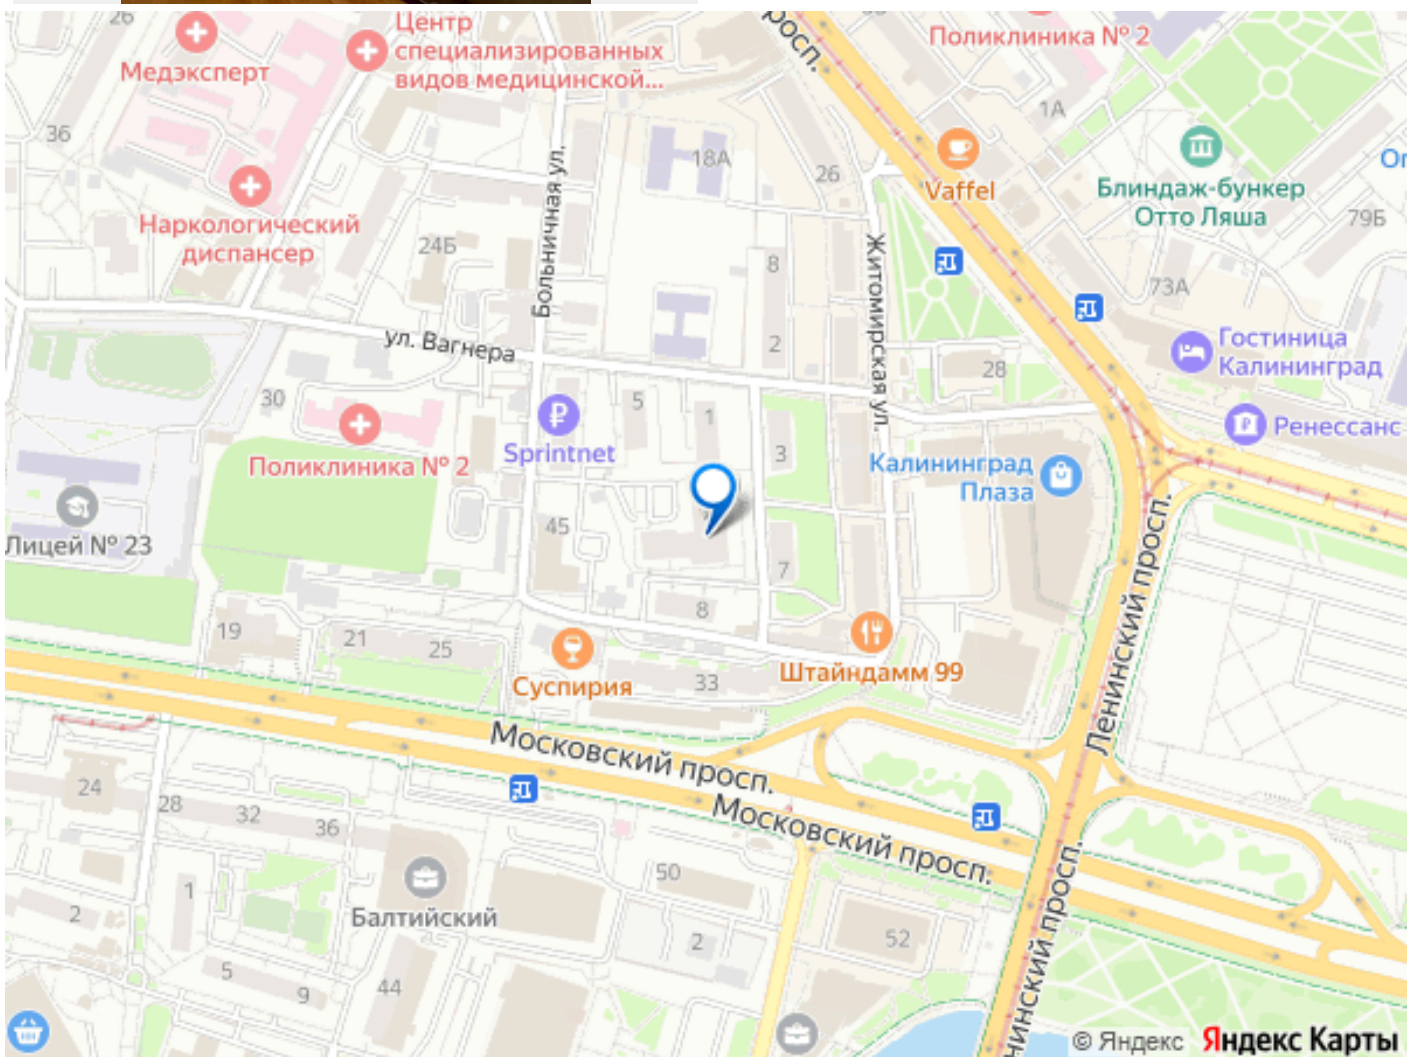 26
Центр
специализированных
видов медицинской...
просп.
Поликлиника № 2
Медэксперт
36
1А
18А
26
Vaffel
Блиндаж-бункер
Отто Ляша
79Б
Наркологический
диспансер
24Б
Больничная ул.
8
Житомирская ул.
73А
2
ул. Вагнера
28
Гостиница
Калининград
30
5
1
3
Ренессанс
Поликлиника № 2
Sprintnet
Калининград
Плаза
45
Лицей № 23
7
8
Ленинский просп.
19
21
25
Суспирия
33
Штайндамм 99
Московский просп.
Московский просп.
24
28
32
36
1
50
2
Балтийский
2
52
5
9
44
нинский просп.
© Яндекс Яндекс Карты